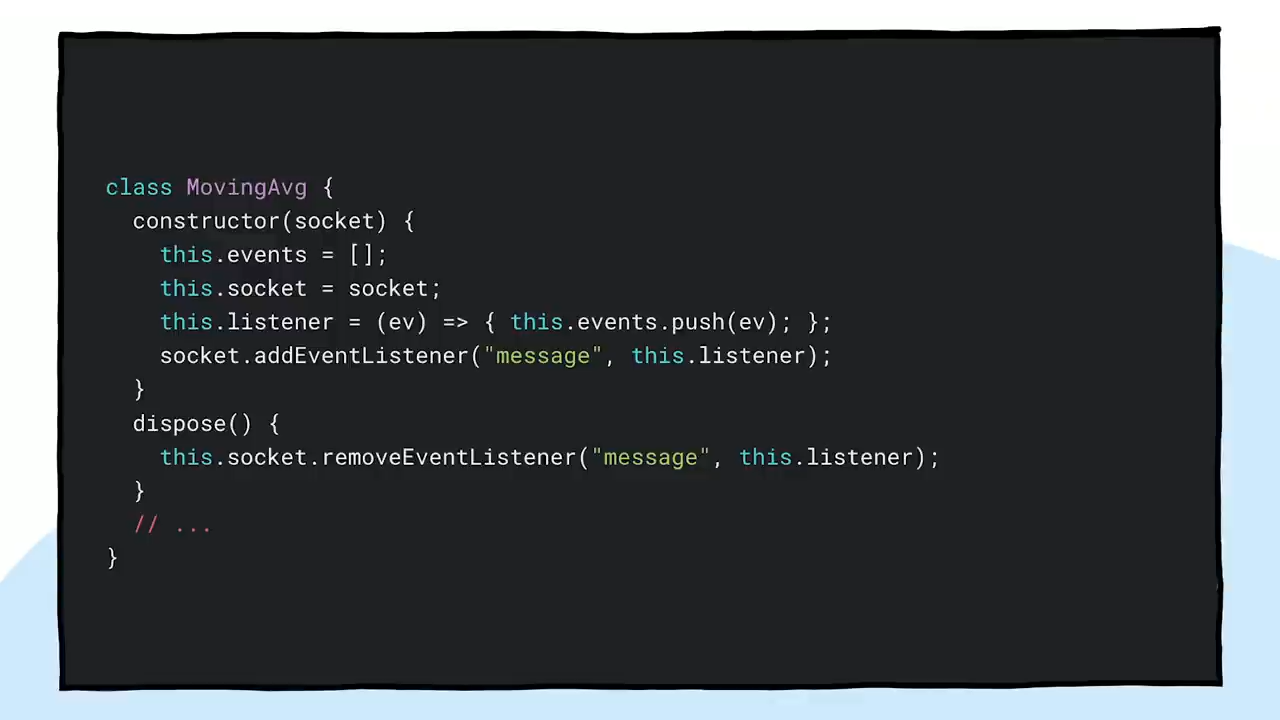 class MovingAvg {
  constructor(socket) {
    this.events = [];
    this.socket = socket;
    this.listener = (ev) => { this.events.push(ev); };
    socket.addEventListener("message", this.listener);
  }
  dispose() {
    this.socket.removeEventListener("message", this.listener);
  }
  // ...
}